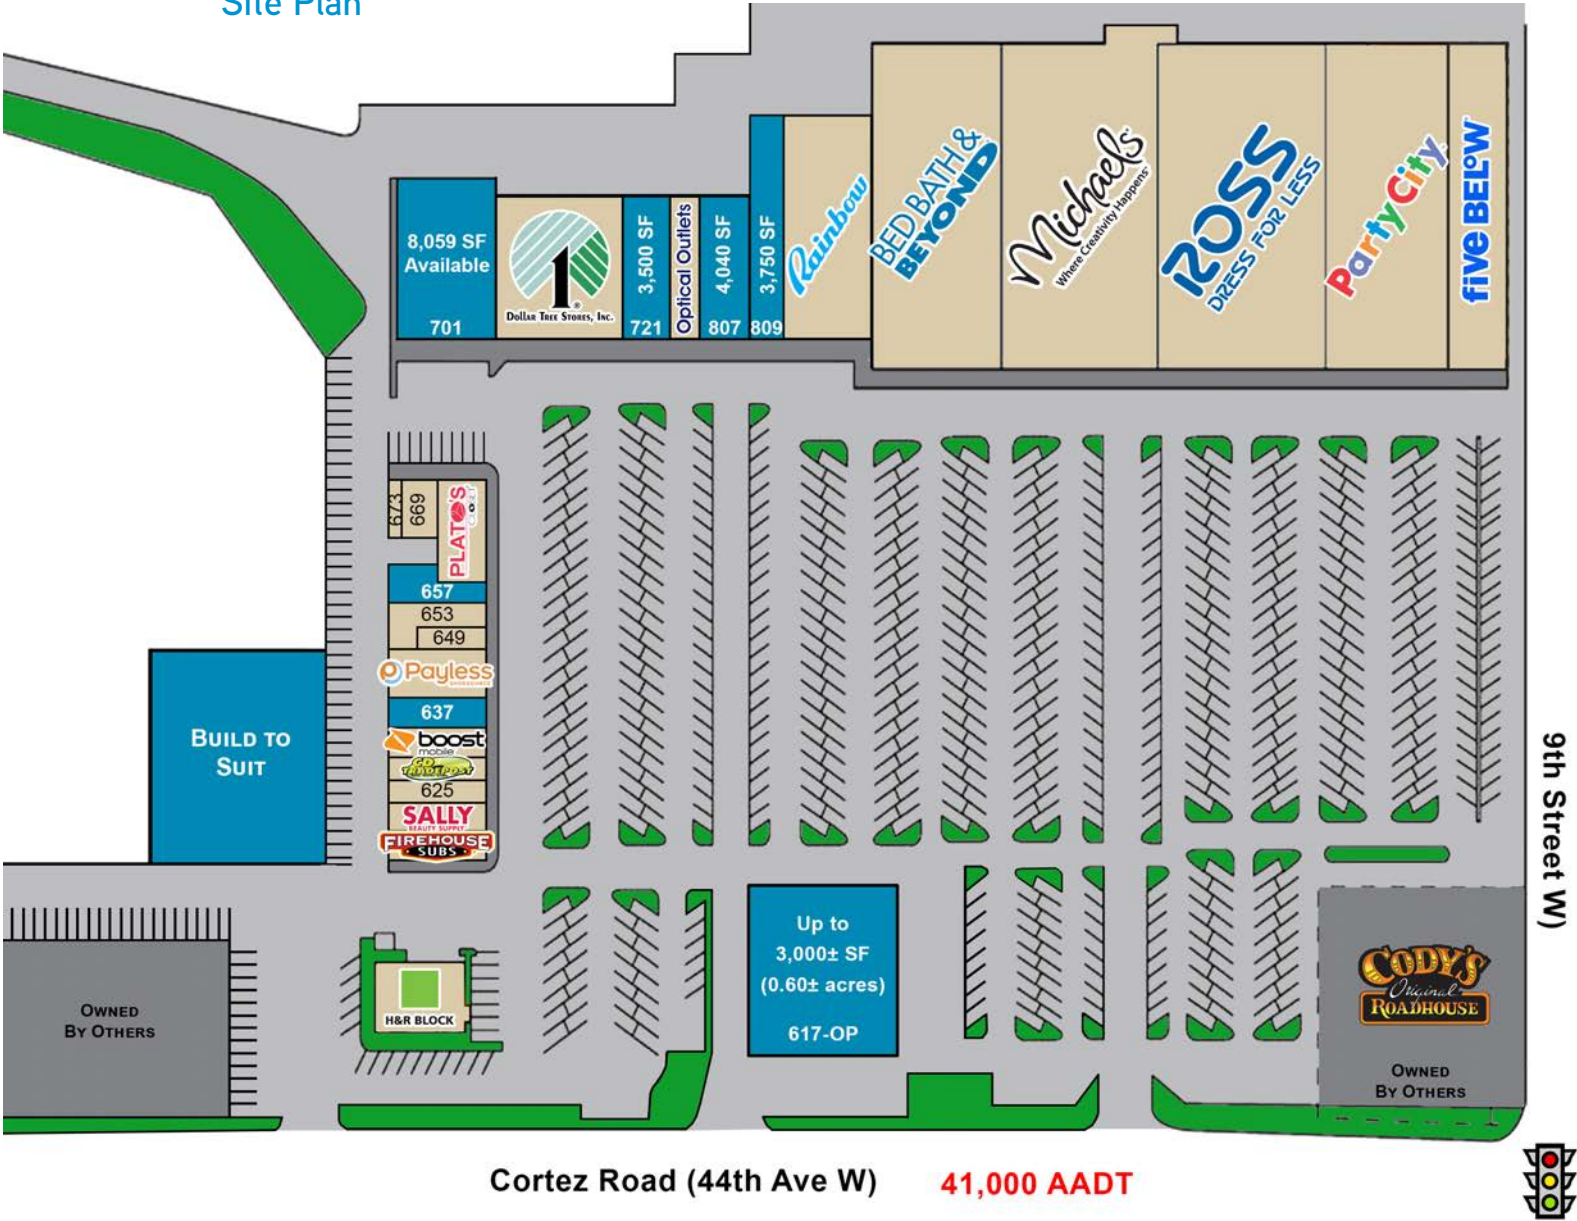 Site Plan
8,059 SF
Available
701
Dollar Tree Stores, Inc.
3,500 SF
721
Optical Outlets
4,040 SF
807
3,750 SF
809
Rainbow
BED BATH &
BEYOND
Michaels
Where Creativity Happens
ROSS
DRESS FOR LESS
Party City
five BELOW
673
669
PLATO'S
657
653
649
Payless
637
boost
mobile
625
SALLY
BEAUTY SUPPLY
FIREHOUSE
SUBS
BUILD TO
SUIT
OWNED
BY OTHERS
H&R BLOCK
Up to
3,000± SF
(0.60± acres)
617-OP
CODY'S
Original
ROADHOUSE
OWNED
BY OTHERS
9th Street W)
Cortez Road (44th Ave W) 41,000 AADT